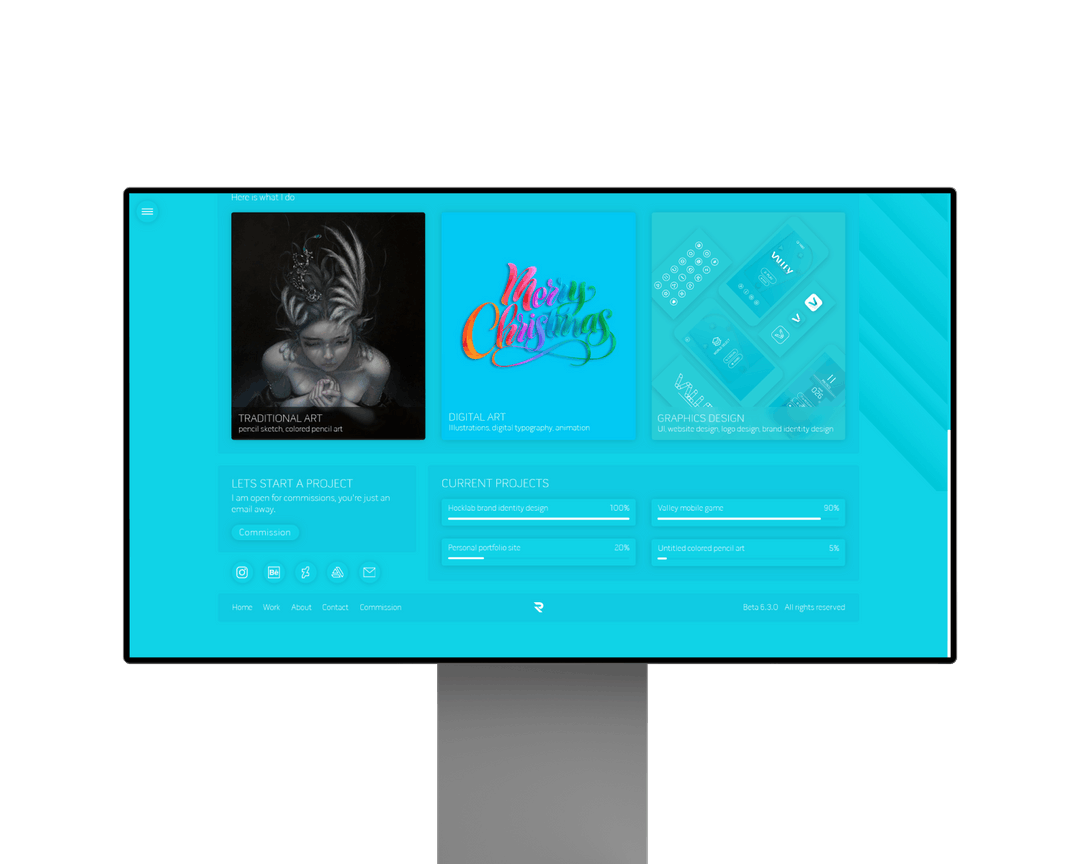 Here is what I do
Merry
Christmas
V
V
TRADITIONAL ART
pencil sketch, colored pencil art
DIGITAL ART
Illustrations, digital typography, animation
GRAPHICS DESIGN
UI, website design, logo design, brand identity design
LETS START A PROJECT
I am open for commissions, you're just an
email away.
Commission
Bē
CURRENT PROJECTS
Hocklab brand identity design 100%
Valley mobile game 90%
Personal portfolio site 20%
Untitled colored pencil art 5%
Home Work About Contact Commission
Beta 6.3.0 All rights reserved